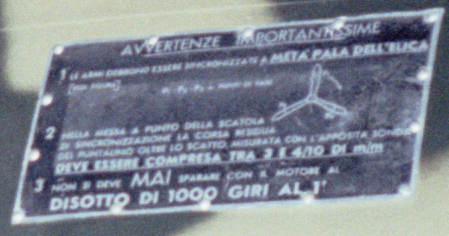 AVVERTENZE IMPORTANTISSIME
1 LE ARMI DEBBONO ESSERE SINCRONIZZATE A METÀ PALA DELL'ELICA
2 NELLA MESSA A PUNTO DELLA SCATOLA
DI SINCRONIZZAZIONE LA CORSA RESIDUA
DEL PUNTALINO OLTRE LO SCATTO, MISURATA CON L'APPOSITA SONDA
DEVE ESSERE COMPRESA TRA 3 E 4/10 DI m/m
3 NON SI DEVE MAI SPARARE CON IL MOTORE AL
DISOTTO DI 1000 GIRI AL 1'